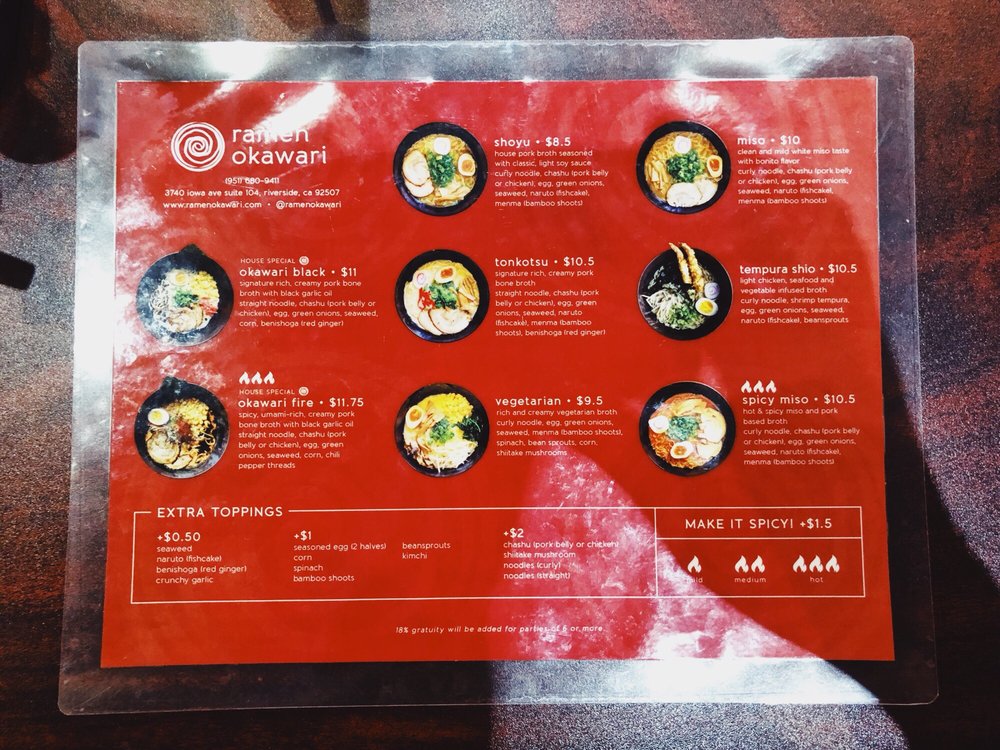 ramen
okawari
(951) 680-9411
3740 iowa ave suite 104, riverside, ca 92507
www.ramenokawari.com • @ramenokawari
shoyu • $8.5
house pork broth seasoned
with classic, light soy sauce
curly noodle, chashu (pork belly
or chicken), egg, green onions,
seaweed, naruto (fishcake),
menma (bamboo shoots)
miso • $10
clean and mild white miso taste
with bonito flavor
curly noodle, chashu (pork belly
or chicken), egg, green onions,
seaweed, naruto (fishcake),
menma (bamboo shoots)
HOUSE SPECIAL
okawari black • $11
signature rich, creamy pork bone
broth with black garlic oil
straight noodle, chashu (pork belly or
chicken), egg, green onions, seaweed,
corn, benishoga (red ginger)
tonkotsu • $10.5
signature rich, creamy pork
bone broth
straight noodle, chashu (pork
belly or chicken), egg, green
onions, seaweed, naruto
(fishcake), menma (bamboo
shoots), benishoga (red ginger)
tempura shio • $10.5
light chicken, seafood and
vegetable infused broth
curly noodle, shrimp tempura,
egg, green onions, seaweed,
naruto (fishcake), beansprouts
HOUSE SPECIAL
okawari fire • $11.75
spicy, umami-rich, creamy pork
bone broth with black garlic oil
straight noodle, chashu (pork
belly or chicken), egg, green
onions, seaweed, corn, chili
pepper threads
vegetarian • $9.5
rich and creamy vegetarian broth
curly noodle, egg, green onions,
seaweed, menma (bamboo shoots),
spinach, bean sprouts, corn,
shiitake mushrooms
spicy miso • $10.5
hot & spicy miso and pork
based broth
curly noodle, chashu (pork belly
or chicken), egg, green onions,
seaweed, naruto (fishcake),
menma (bamboo shoots)
EXTRA TOPPINGS
+$0.50
seaweed
naruto (fishcake)
benishoga (red ginger)
crunchy garlic
+$1
seasoned egg (2 halves)
corn
spinach
bamboo shoots
beansprouts
kimchi
+$2
chashu (pork belly or chicken)
shiitake mushroom
noodles (curly)
noodles (straight)
MAKE IT SPICY! +$1.5
mild
medium
hot
18% gratuity will be added for parties of 6 or more.